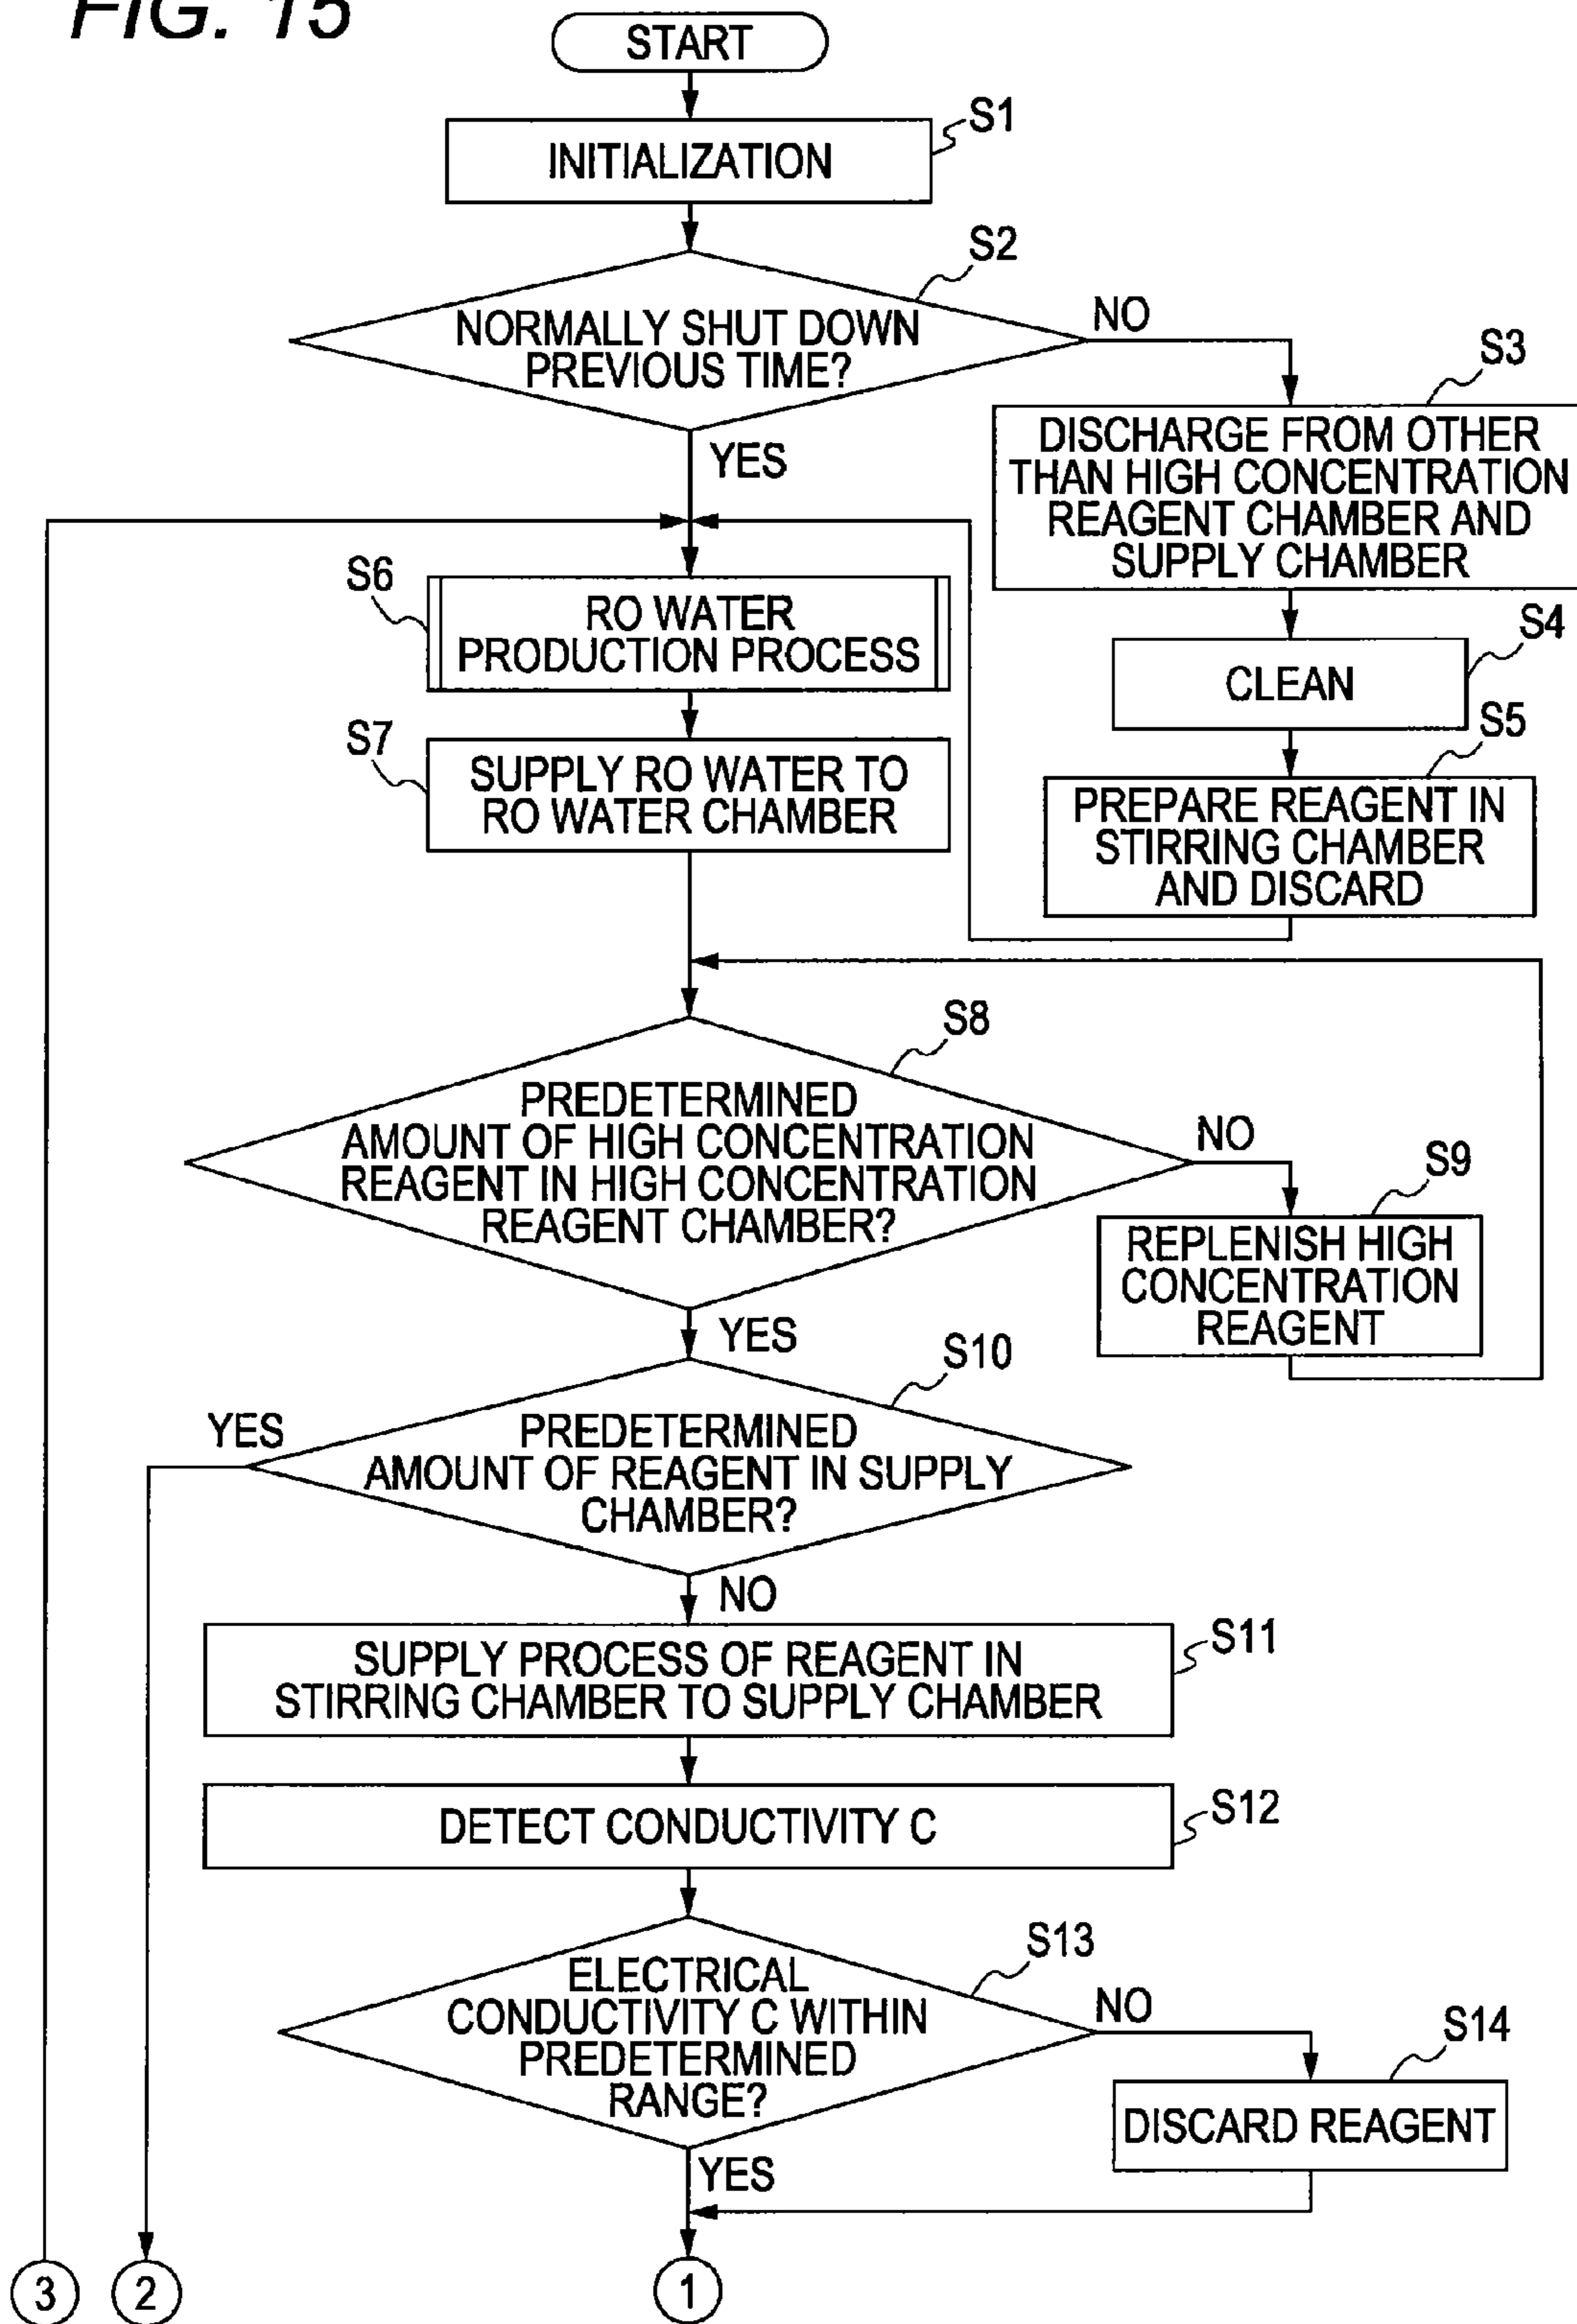 FIG. 15
START
S1
INITIALIZATION
S2
NORMALLY SHUT DOWN
PREVIOUS TIME?
NO
YES
S3
DISCHARGE FROM OTHER
THAN HIGH CONCENTRATION
REAGENT CHAMBER AND
SUPPLY CHAMBER
S6
RO WATER
PRODUCTION PROCESS
S4
CLEAN
S7
SUPPLY RO WATER TO
RO WATER CHAMBER
S5
PREPARE REAGENT IN
STIRRING CHAMBER
AND DISCARD
S8
PREDETERMINED
AMOUNT OF HIGH CONCENTRATION
REAGENT IN HIGH CONCENTRATION
REAGENT CHAMBER?
NO
S9
REPLENISH HIGH
CONCENTRATION
REAGENT
YES
S10
YES
PREDETERMINED
AMOUNT OF REAGENT IN SUPPLY
CHAMBER?
NO
S11
SUPPLY PROCESS OF REAGENT IN
STIRRING CHAMBER TO SUPPLY CHAMBER
S12
DETECT CONDUCTIVITY C
S13
ELECTRICAL
CONDUCTIVITY C WITHIN
PREDETERMINED
RANGE?
NO
S14
DISCARD REAGENT
YES
3
2
1